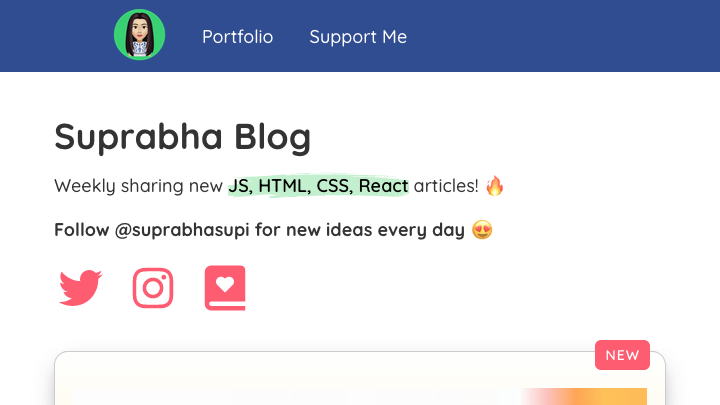 Portfolio Support Me
Suprabha Blog
Weekly sharing new JS, HTML, CSS, React articles! 🔥
Follow @suprabhasupi for new ideas every day 😍
NEW